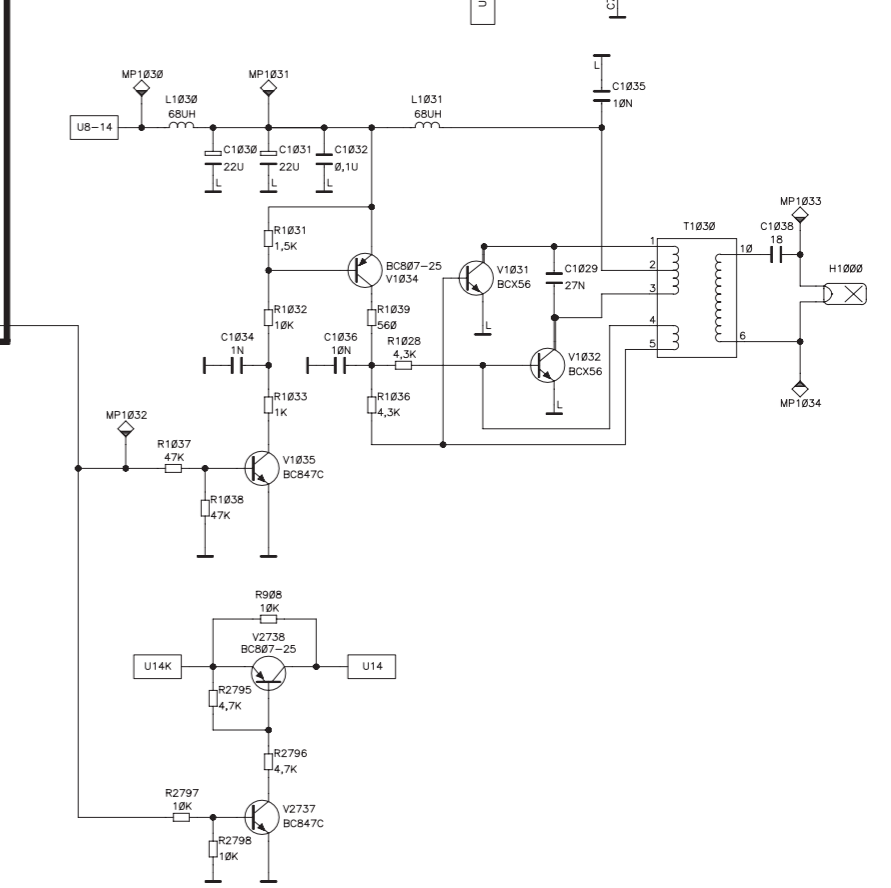 MP1Ø3Ø
MP1Ø31
L1Ø3Ø
68UH
L1Ø31
68UH
C1Ø35
1ØN
L
U8-14
C1Ø3Ø
22U
L
C1Ø31
22U
L
C1Ø32
Ø,1U
L
R1Ø31
1,5K
BC8Ø7-25
V1Ø34
R1Ø32
1ØK
R1Ø39
56Ø
C1Ø34
1N
C1Ø36
1ØN
R1Ø28
4,3K
R1Ø33
1K
R1Ø36
4,3K
V1Ø31
BCX56
L
C1Ø29
27N
V1Ø32
BCX56
L
T1Ø3Ø
1
2
3
4
5
1Ø
6
MP1Ø33
C1Ø38
18
H1ØØØ
MP1Ø34
MP1Ø32
R1Ø37
47K
V1Ø35
BC847C
R1Ø38
47K
R9Ø8
1ØK
V2738
BC8Ø7-25
U14K
U14
R2795
4,7K
R2796
4,7K
R2797
1ØK
V2737
BC847C
R2798
1ØK